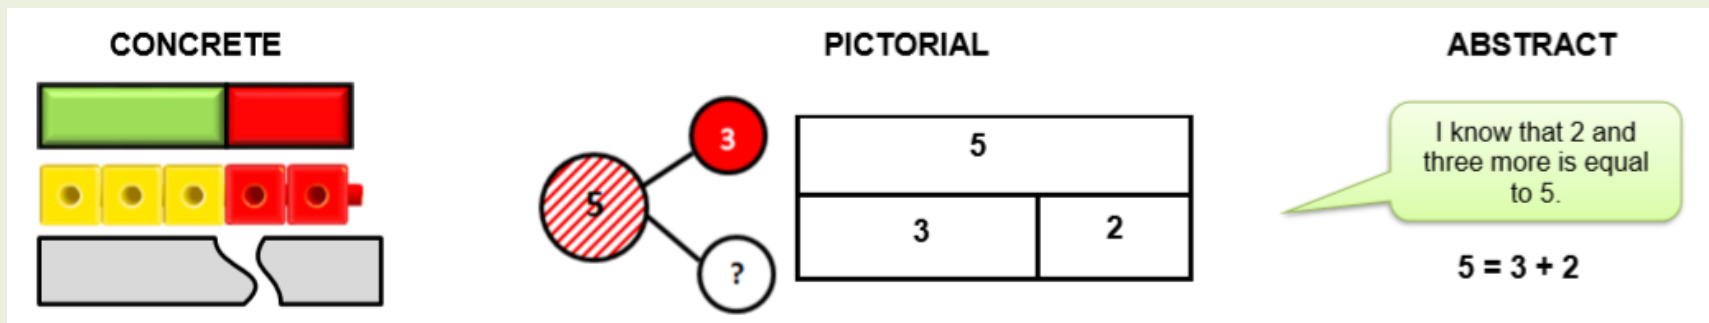 CONCRETE
PICTORIAL
ABSTRACT
3
5
?
5
3
2
I know that 2 and
three more is equal
to 5.
5 = 3 + 2